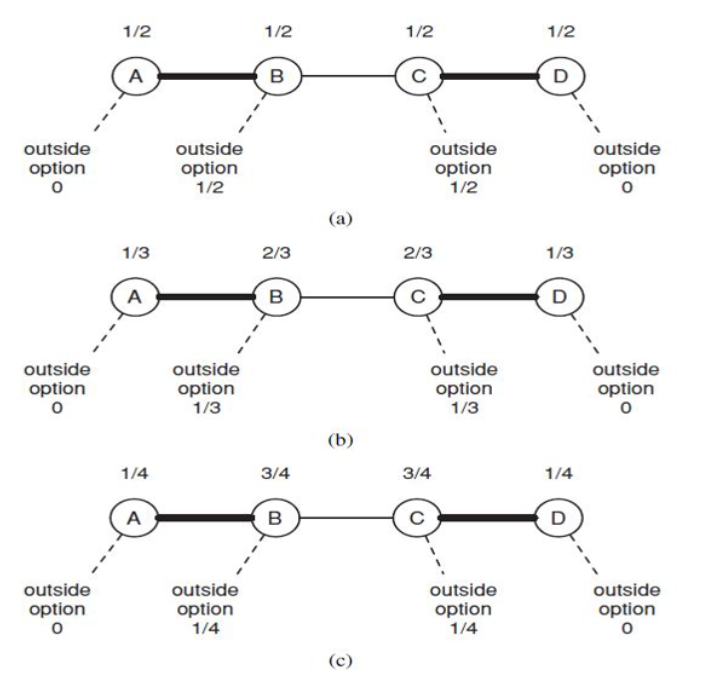 1/2 1/2 1/2 1/2
A B C D
outside outside outside outside
option option option option
0 1/2 1/2 0
(a)
1/3 2/3 2/3 1/3
A B C D
outside outside outside outside
option option option option
0 1/3 1/3 0
(b)
1/4 3/4 3/4 1/4
A B C D
outside outside outside outside
option option option option
0 1/4 1/4 0
(c)